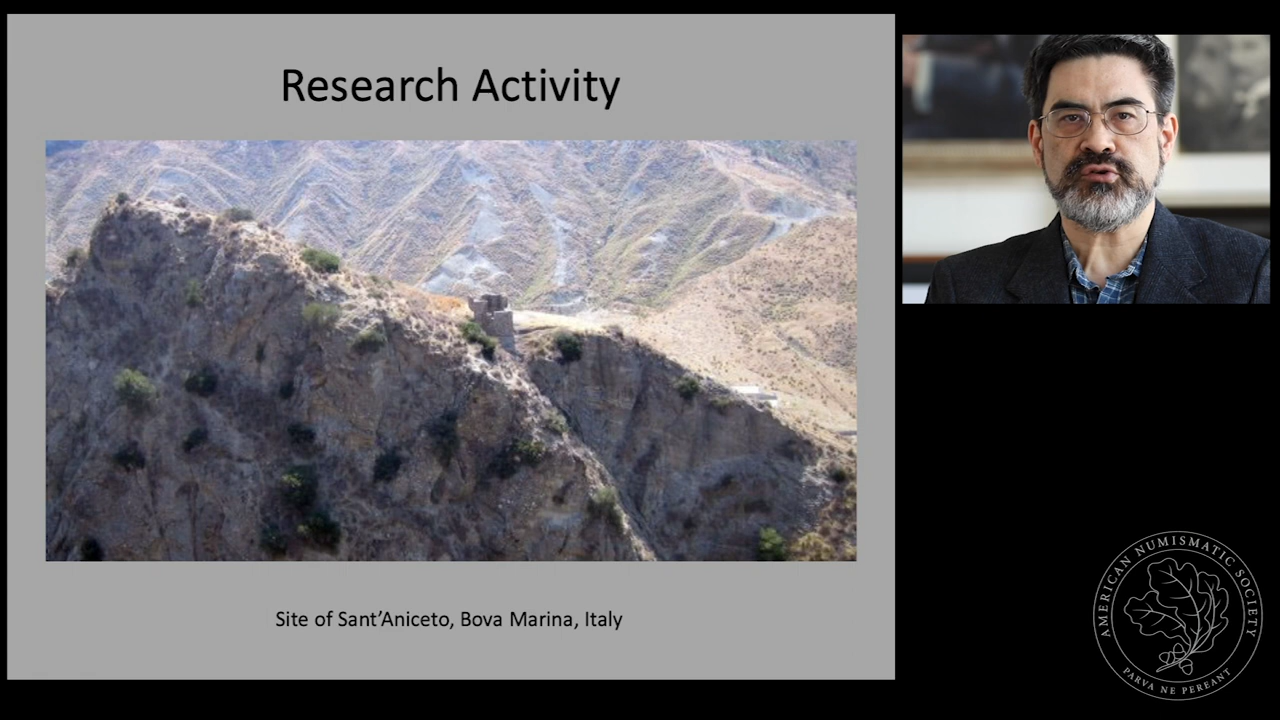 Research Activity
Site of Sant’Aniceto, Bova Marina, Italy
AMERICAN NUMISMATIC SOCIETY
PARVA NE PEREANT